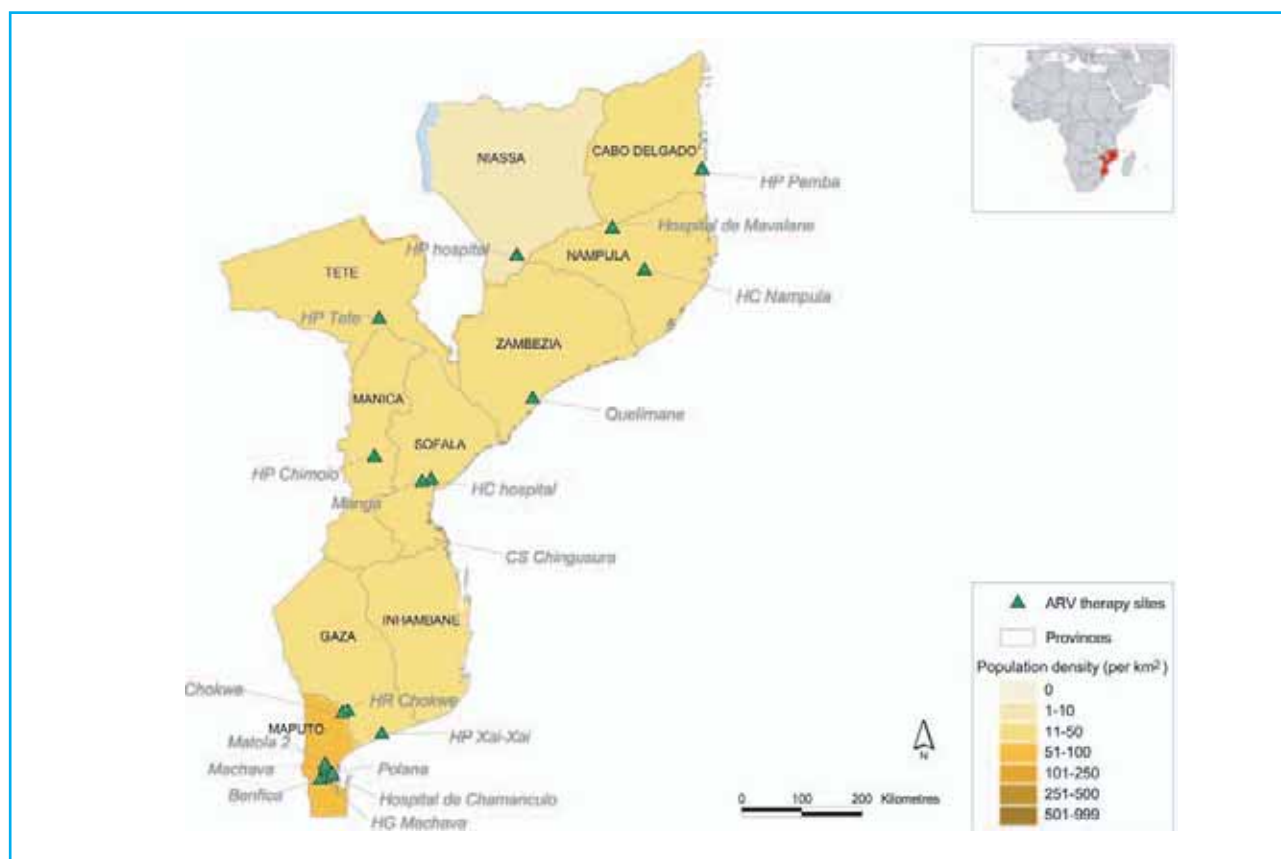 CABO DELGADO
NIASSA
HP Pemba
Hospital de Mavalane
HP hospital
NAMPULA
TETE
HC Nampula
HP Tete
ZAMBEZIA
MANICA
Quelimane
SOFALA
HP Chimoio
HC hospital
Manga
CS Chingusura
INHAMBANE
GAZA
Chokwe
HR Chokwe
MAPUTO
HP Xai-Xai
Matola 2
Machava
Polana
Benfica
Hospital de Chamanculo
HG Machava
N
0 100 200 Kilometres
ARV therapy sites
Provinces
Population density (per km²)
0
1-10
11-50
51-100
101-250
251-500
501-999